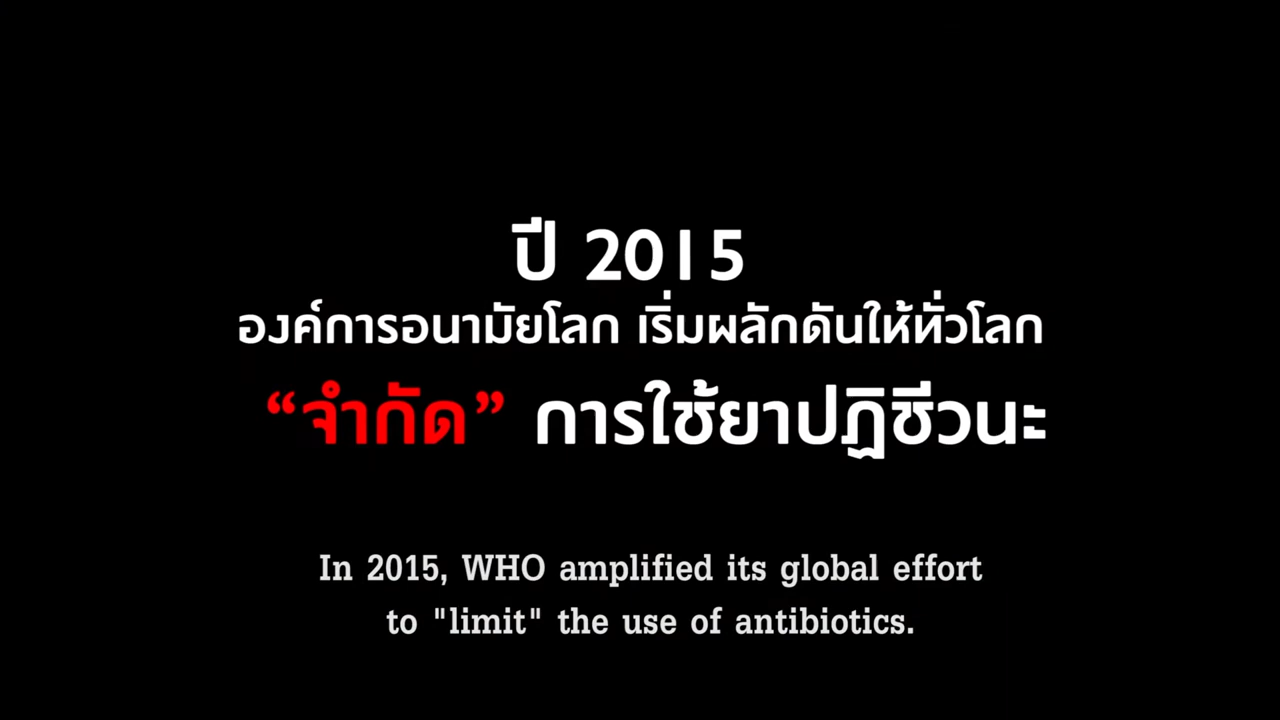 ปี 2015
องค์การอนามัยโลก เริ่มผลักดันให้ทั่วโลก
“จำกัด” การใช้ยาปฏิชีวนะ
In 2015, WHO amplified its global effort
to "limit" the use of antibiotics.